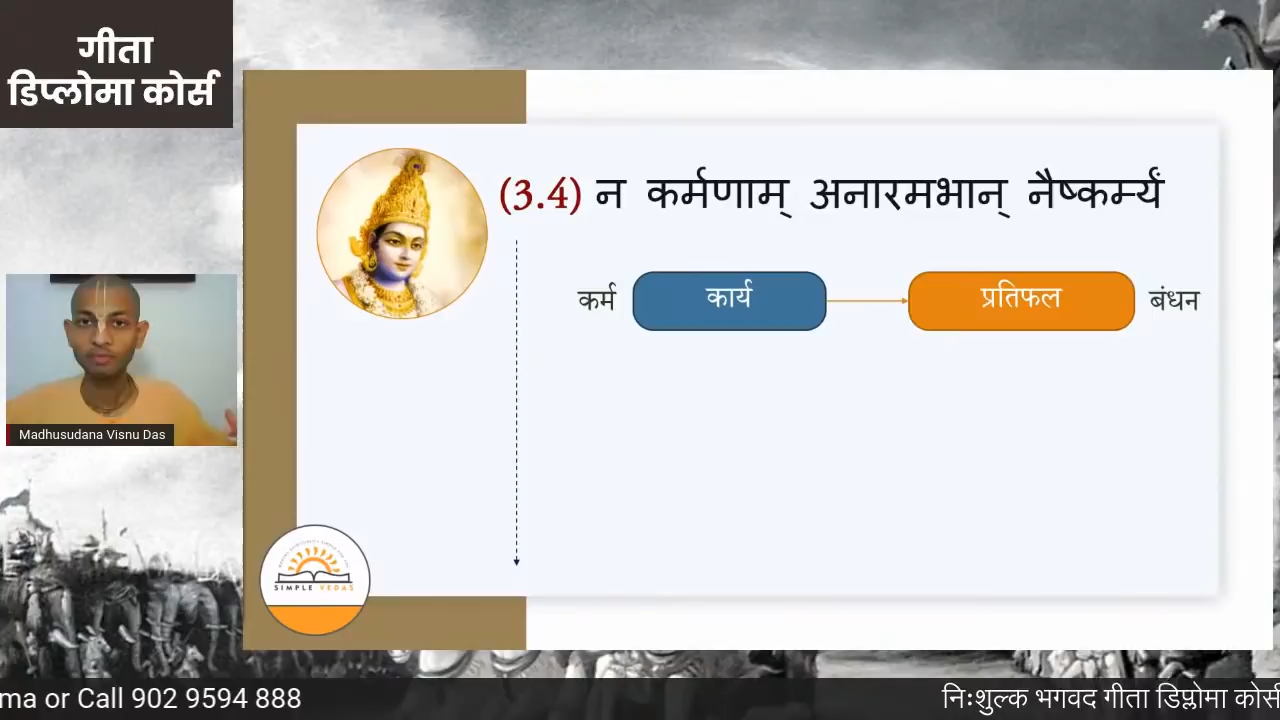 गीता
डिप्लोमा कोर्स
(3.4) न कर्मणाम् अनारमभान् नैष्कर्म्यं
कर्म कार्य प्रतिफल बंधन
Madhusudana Visnu Das
SIMPLE VEDAS
ma or Call 902 9594 888
निःशुल्क भगवद गीता डिप्लोमा कोर्स